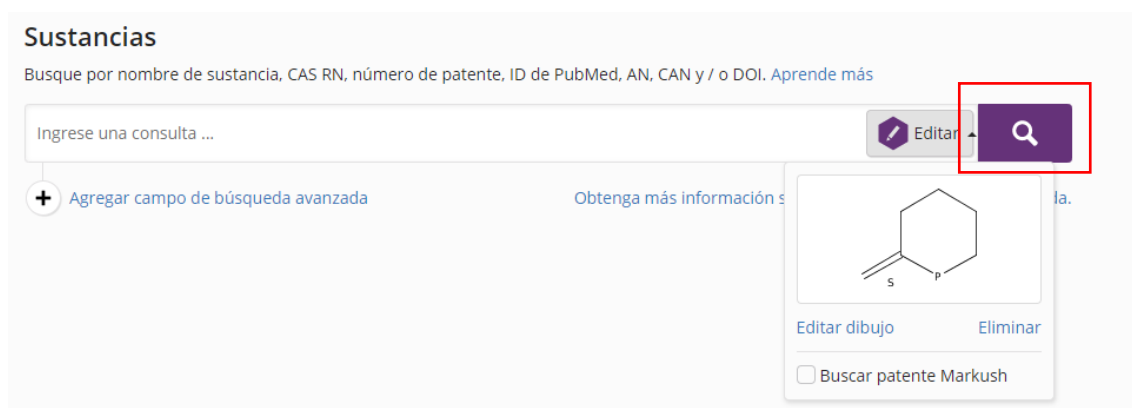 Sustancias
Busque por nombre de sustancia, CAS RN, número de patente, ID de PubMed, AN, CAN y / o DOI. Aprende más
Ingrese una consulta ...
Editar
Agregar campo de búsqueda avanzada
Obtenga más información s
da.
S
P
Editar dibujo
Eliminar
Buscar patente Markush